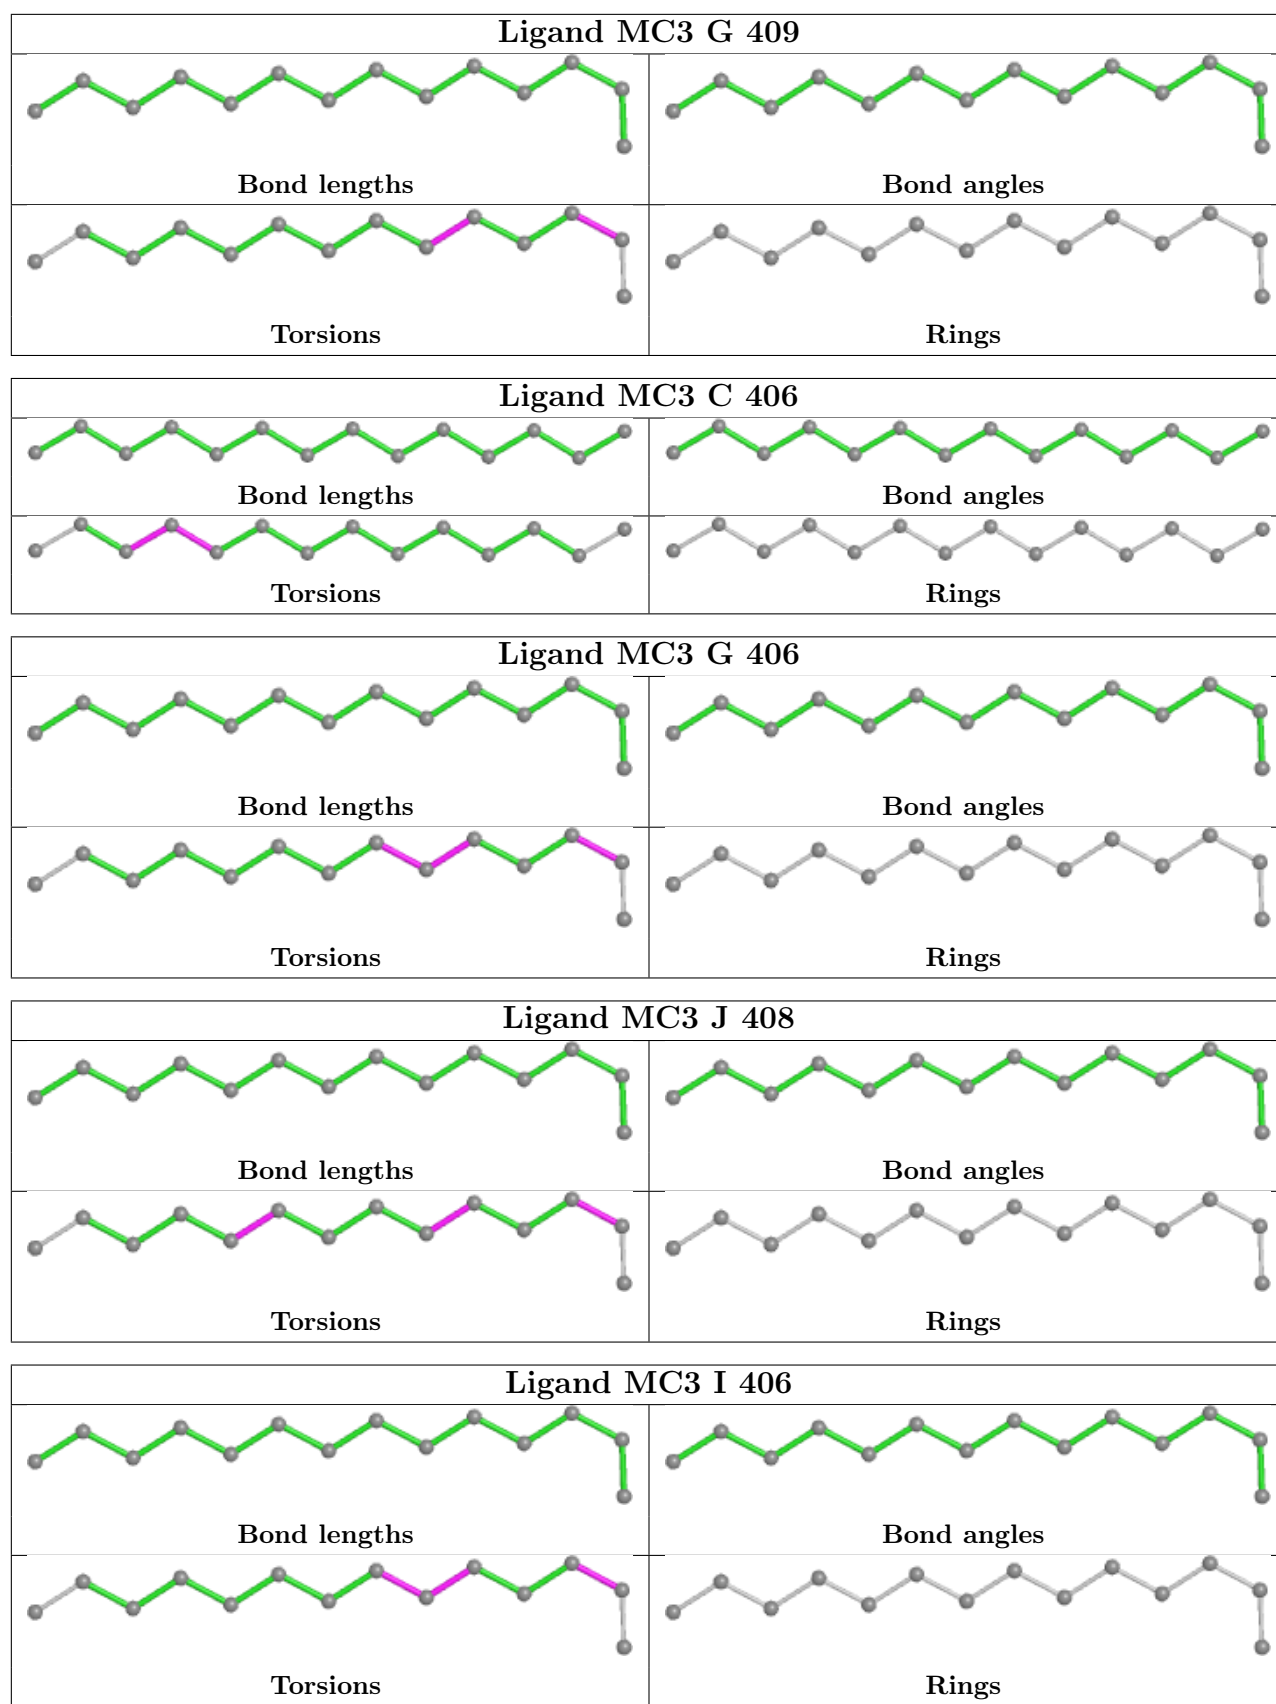 Ligand MC3 G 409
Bond lengths
Bond angles
Torsions
Rings
Ligand MC3 C 406
Bond lengths
Bond angles
Torsions
Rings
Ligand MC3 G 406
Bond lengths
Bond angles
Torsions
Rings
Ligand MC3 J 408
Bond lengths
Bond angles
Torsions
Rings
Ligand MC3 I 406
Bond lengths
Bond angles
Torsions
Rings